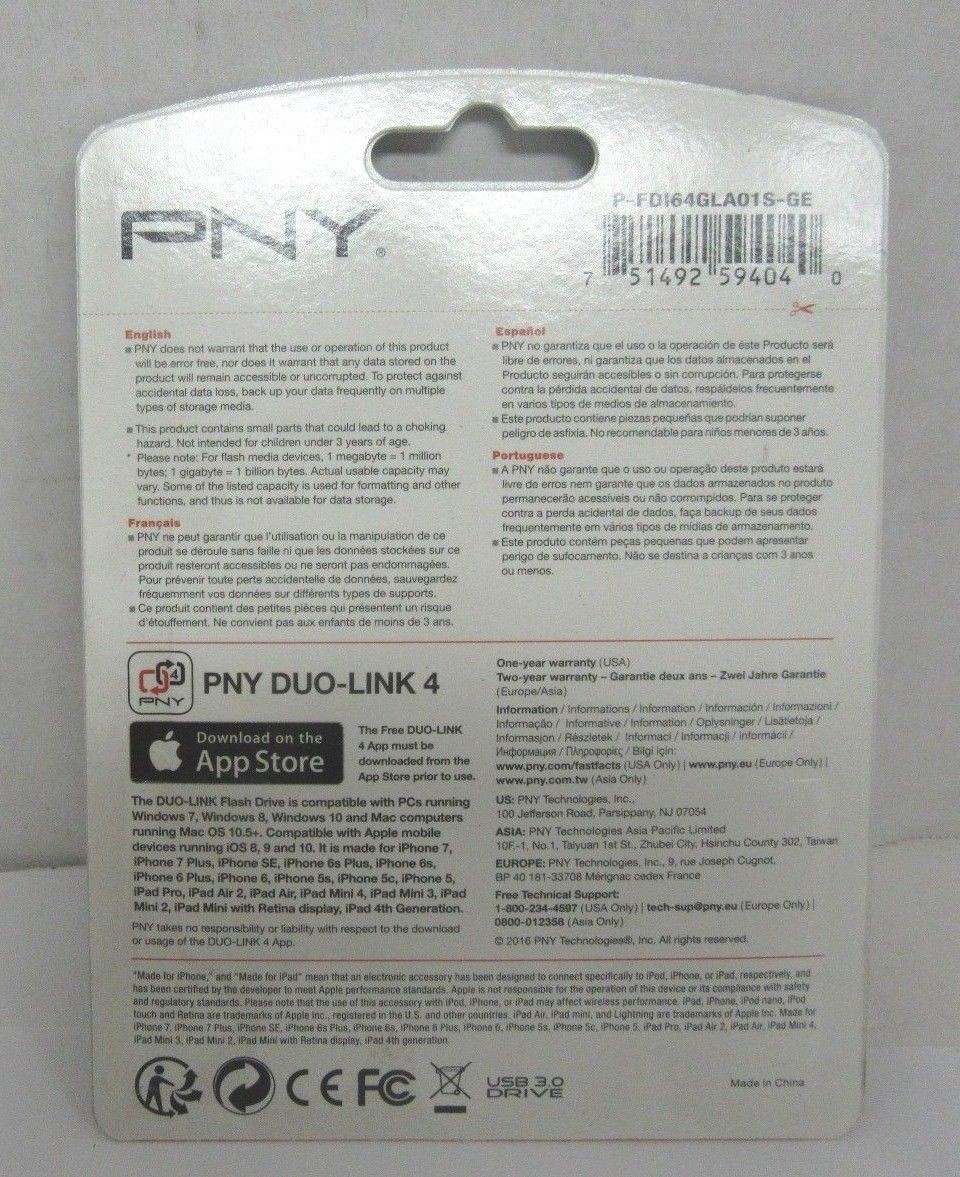 PNY®
P-FDI64GLA01S-GE
7 51492 59404 0
English
▪ PNY does not warrant that the use or operation of this product
will be error free, nor does it warrant that any data stored on the
product will remain accessible or uncorrupted. To protect against
accidental data loss, back up your data frequently on multiple
types of storage media.
▪ This product contains small parts that could lead to a choking
hazard. Not intended for children under 3 years of age.
* Please note: For flash media devices, 1 megabyte = 1 million
bytes; 1 gigabyte = 1 billion bytes. Actual usable capacity may
vary. Some of the listed capacity is used for formatting and other
functions, and thus is not available for data storage.
Français
▪ PNY ne peut garantir que l'utilisation ou la manipulation de ce
produit se déroule sans faille ni que les données stockées sur ce
produit resteront accessibles ou ne seront pas endommagées.
Pour prévenir toute perte accidentelle de données, sauvegardez
fréquemment vos données sur différents types de supports.
▪ Ce produit contient des petites pièces qui présentent un risque
d'étouffement. Ne convient pas aux enfants de moins de 3 ans.
Español
▪ PNY no garantiza que el uso o la operación de éste Producto será
libre de errores, ni garantiza que los datos almacenados en el
Producto seguirán accesibles o sin corrupción. Para protegerse
contra la pérdida accidental de datos, respáldelos frecuentemente
en varios tipos de medios de almacenamiento.
▪ Este producto contiene piezas pequeñas que podrían suponer
peligro de asfixia. No recomendable para niños menores de 3 años.
Portuguese
▪ A PNY não garante que o uso ou operação deste produto estará
livre de erros nem garante que os dados armazenados no produto
permanecerão acessíveis ou não corrompidos. Para se proteger
contra a perda acidental de dados, faça backup de seus dados
frequentemente em vários tipos de mídias de armazenamento.
▪ Este produto contém peças pequenas que podem apresentar
perigo de sufocamento. Não se destina a crianças com 3 anos
ou menos.
4
PNY
PNY DUO-LINK 4
Download on the
App Store
The Free DUO-LINK
4 App must be
downloaded from the
App Store prior to use.
The DUO-LINK Flash Drive is compatible with PCs running
Windows 7, Windows 8, Windows 10 and Mac computers
running Mac OS 10.5+. Compatible with Apple mobile
devices running iOS 8, 9 and 10. It is made for iPhone 7,
iPhone 7 Plus, iPhone SE, iPhone 6s Plus, iPhone 6s,
iPhone 6 Plus, iPhone 6, iPhone 5s, iPhone 5c, iPhone 5,
iPad Pro, iPad Air 2, iPad Air, iPad Mini 4, iPad Mini 3, iPad
Mini 2, iPad Mini with Retina display, iPad 4th Generation.
PNY takes no responsibility or liability with respect to the download
or usage of the DUO-LINK 4 App.
One-year warranty (USA)
Two-year warranty – Garantie deux ans – Zwei Jahre Garantie
(Europe/Asia)
Information / Informations / Information / Información / Informazioni /
Informação / Informative / Information / Oplysninger / Lisätietoja /
Informasjon / Részletek / Informaci / Informacji / informácii /
Информация / Πληροφορίες / Bilgi için:
www.pny.com/fastfacts (USA Only) | www.pny.eu (Europe Only) |
www.pny.com.tw (Asia Only)
US: PNY Technologies, Inc.,
100 Jefferson Road, Parsippany, NJ 07054
ASIA: PNY Technologies Asia Pacific Limited
10F.-1, No.1, Taiyuan 1st St., Zhubei City, Hsinchu County 302, Taiwan
EUROPE: PNY Technologies, Inc., 9, rue Joseph Cugnot,
BP 40 181-33708 Mérignac cedex France
Free Technical Support:
1-800-234-4597 (USA Only) | tech-sup@pny.eu (Europe Only) |
0800-012358 (Asia Only)
© 2016 PNY Technologies®, Inc. All rights reserved.
"Made for iPhone," and "Made for iPad" mean that an electronic accessory has been designed to connect specifically to iPod, iPhone, or iPad, respectively, and
has been certified by the developer to meet Apple performance standards. Apple is not responsible for the operation of this device or its compliance with safety
and regulatory standards. Please note that the use of this accessory with iPod, iPhone, or iPad may affect wireless performance. iPad, iPhone, iPod nano, iPod
touch and Retina are trademarks of Apple Inc., registered in the U.S. and other countries. iPad Air, iPad mini, and Lightning are trademarks of Apple Inc. Made for
iPhone 7, iPhone 7 Plus, iPhone SE, iPhone 6s Plus, iPhone 6s, iPhone 6 Plus, iPhone 6, iPhone 5s, iPhone 5c, iPhone 5, iPad Pro, iPad Air 2, iPad Air, iPad Mini 4,
iPad Mini 3, iPad Mini 2, iPad Mini with Retina display, iPad 4th generation.
CE FC
USB 3.0
DRIVE
Made in China